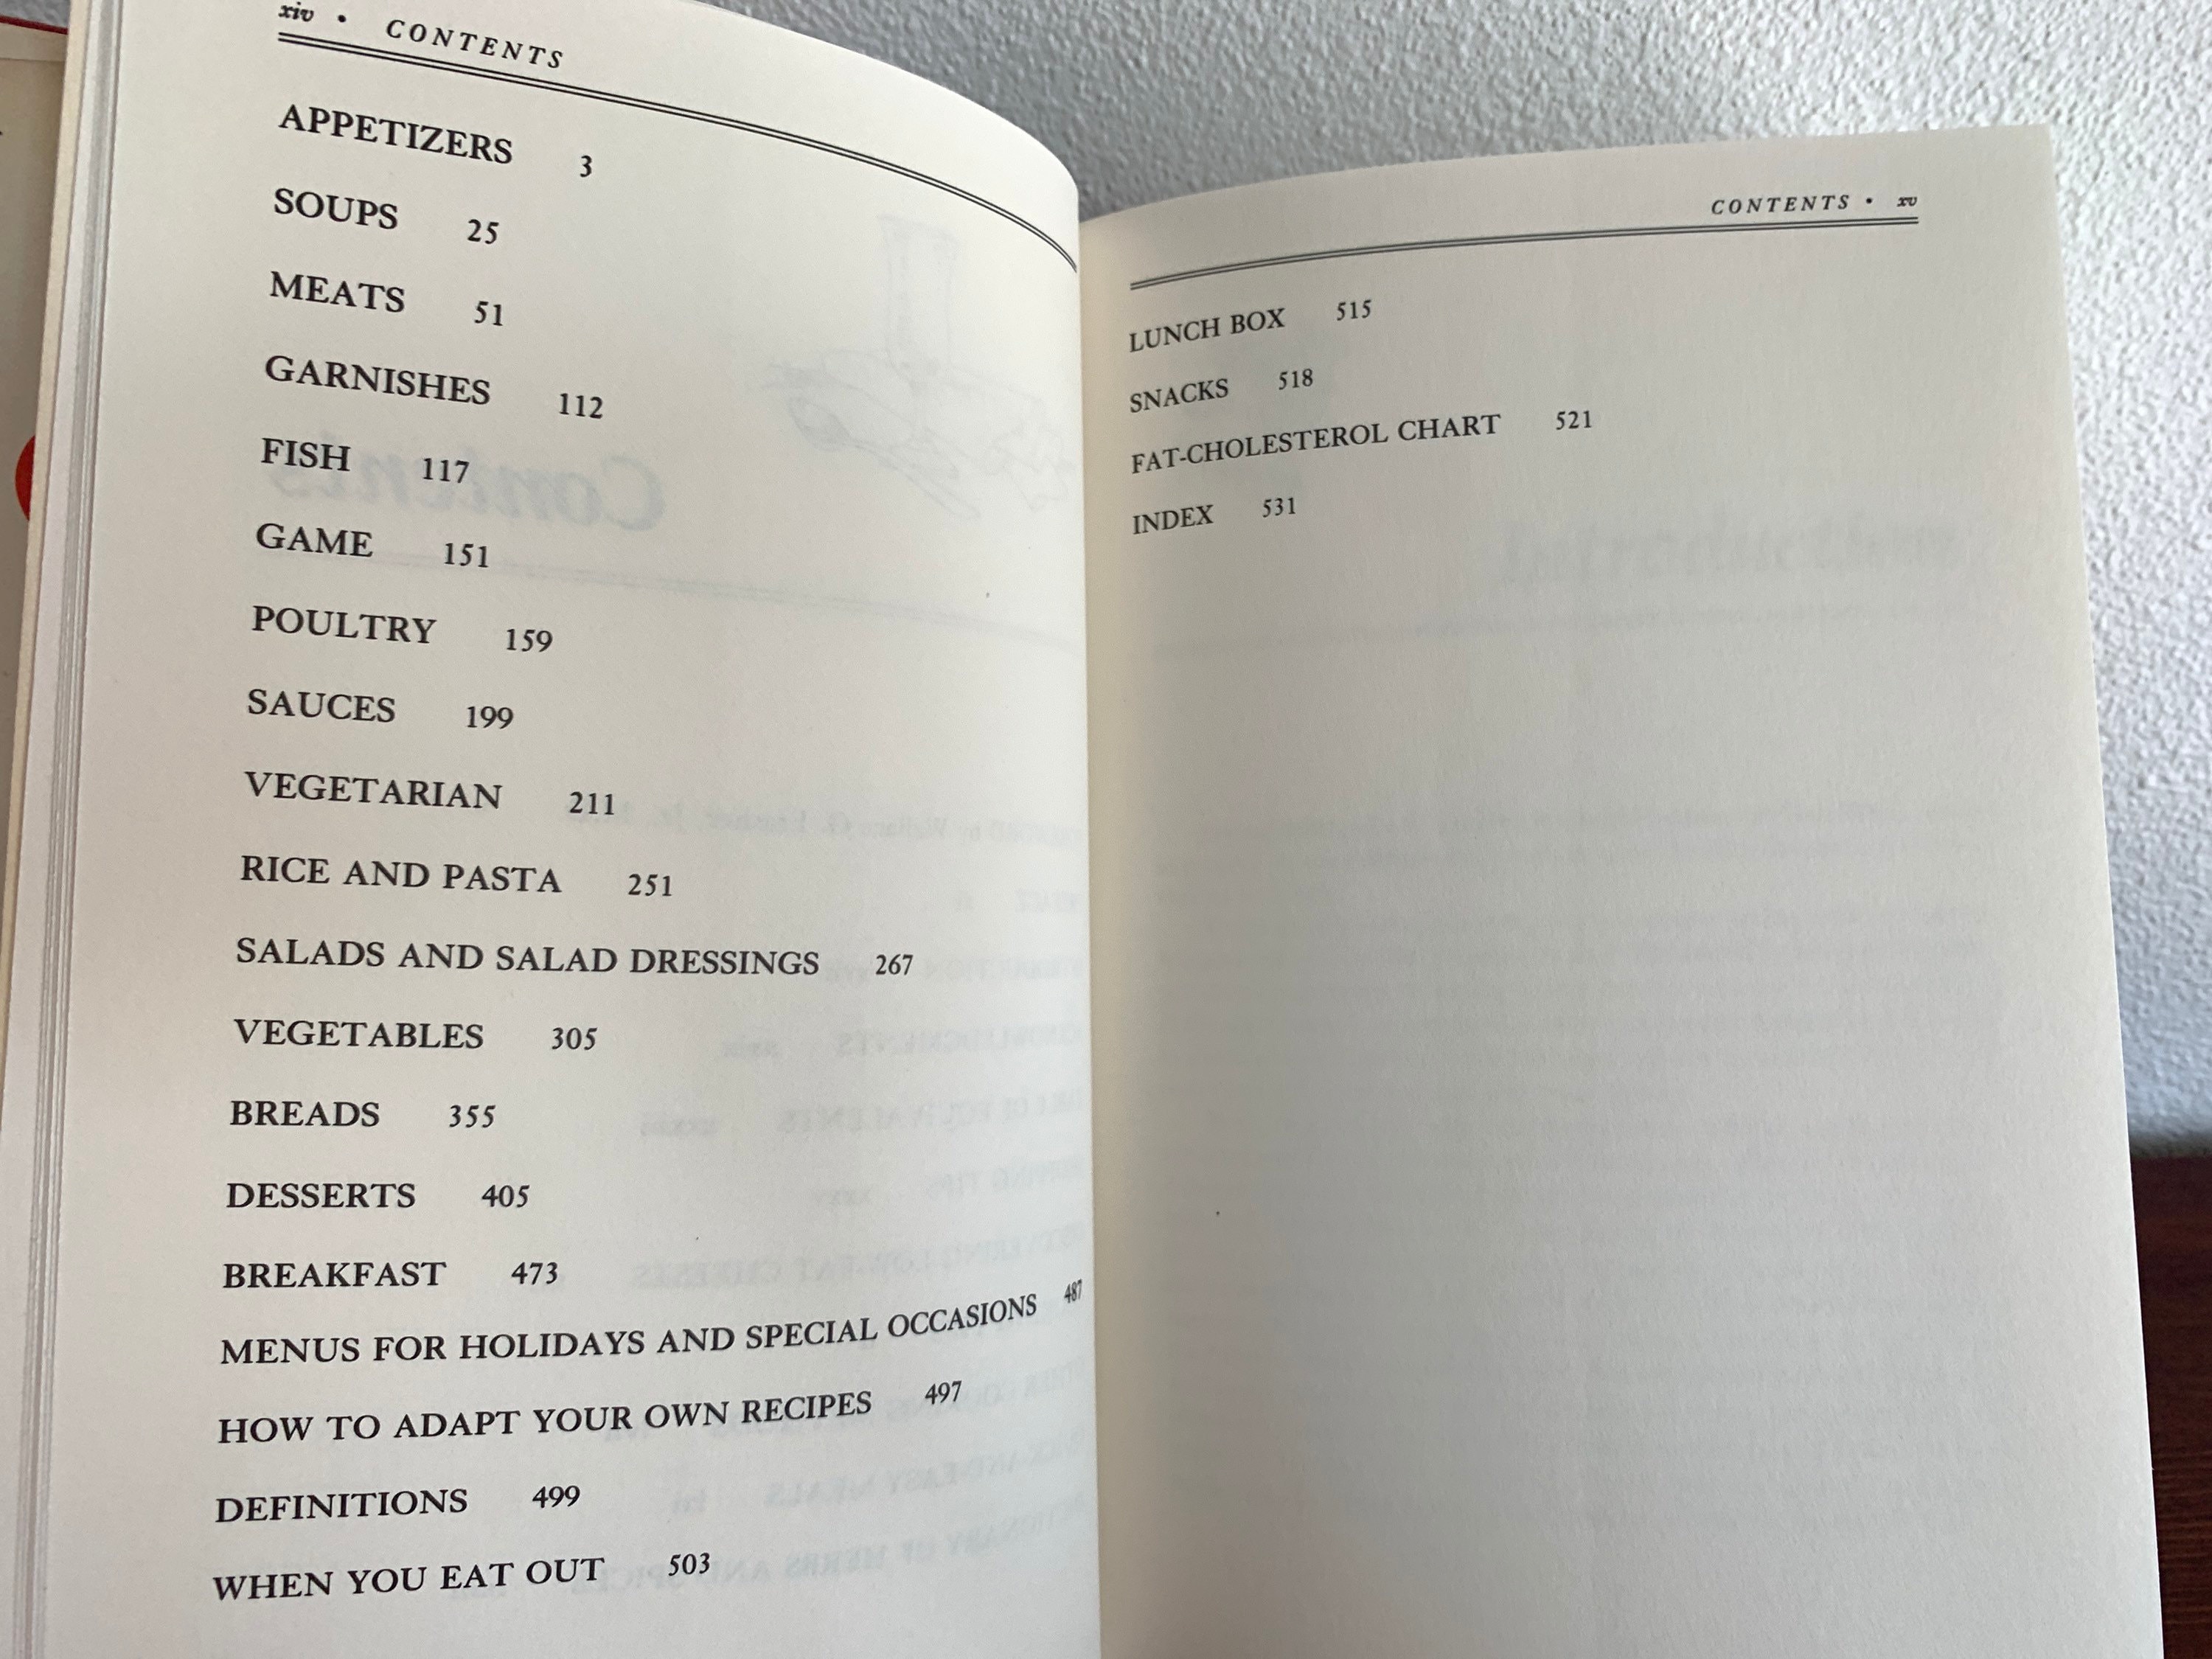 xiv • CONTENTS
APPETIZERS 3
SOUPS 25
MEATS 51
GARNISHES 112
FISH 117
GAME 151
POULTRY 159
SAUCES 199
VEGETARIAN 211
RICE AND PASTA 251
SALADS AND SALAD DRESSINGS 267
VEGETABLES 305
BREADS 355
DESSERTS 405
BREAKFAST 473
MENUS FOR HOLIDAYS AND SPECIAL OCCASIONS 487
HOW TO ADAPT YOUR OWN RECIPES 497
DEFINITIONS 499
WHEN YOU EAT OUT 503
CONTENTS • xv
LUNCH BOX 515
SNACKS 518
FAT-CHOLESTEROL CHART 521
INDEX 531